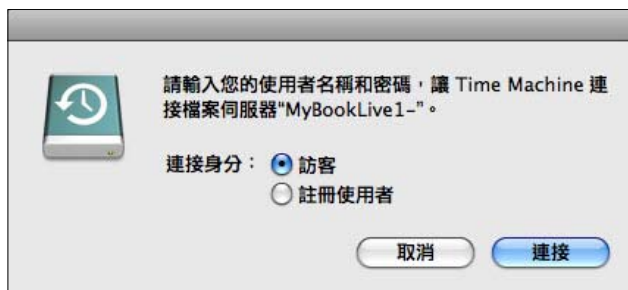 請輸入您的使用者名稱和密碼，讓 Time Machine 連
接檔案伺服器“MyBookLive1-”。
連接身分： 訪客
註冊使用者
取消 連接